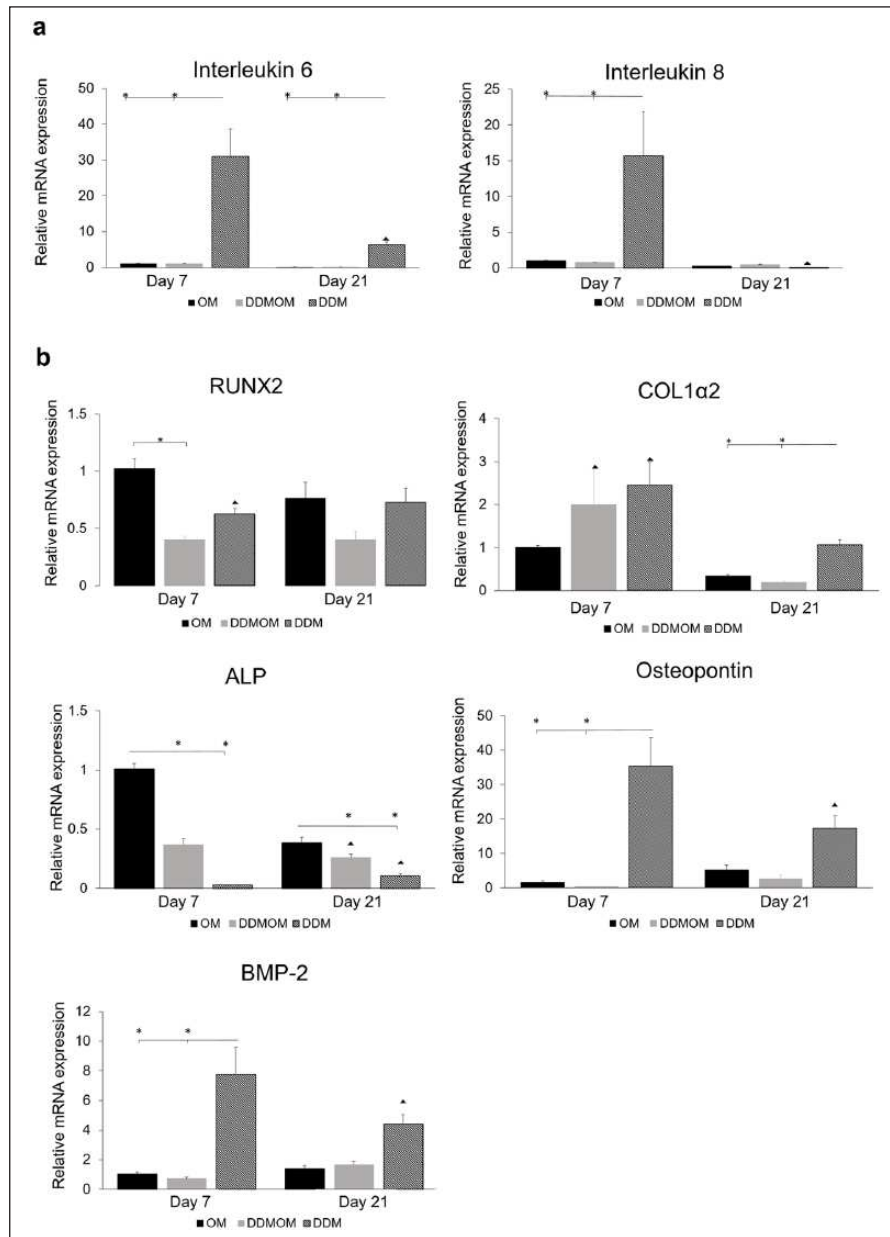 a
Interleukin 6
Relative mRNA expression
50
40
30
20
10
0
* * * *
Day 7 Day 21
OM DDMOM DDM
Interleukin 8
Relative mRNA expression
25
20
15
10
5
0
* *
Day 7 Day 21
OM DDMOM DDM
b
RUNX2
Relative mRNA expression
1.5
1
0.5
0
*
Day 7 Day 21
OM DDMOM DDM
COL1α2
Relative mRNA expression
4
3
2
1
0
* *
Day 7 Day 21
OM DDMOM DDM
ALP
Relative mRNA expression
1
0.5
0
* * * *
Day 7 Day 21
OM DDMOM DDM
Osteopontin
Relative mRNA expression
50
40
30
20
10
0
* *
Day 7 Day 21
OM DDMOM DDM
BMP-2
Relative mRNA expression
12
10
8
6
4
2
0
* *
Day 7 Day 21
OM DDMOM DDM